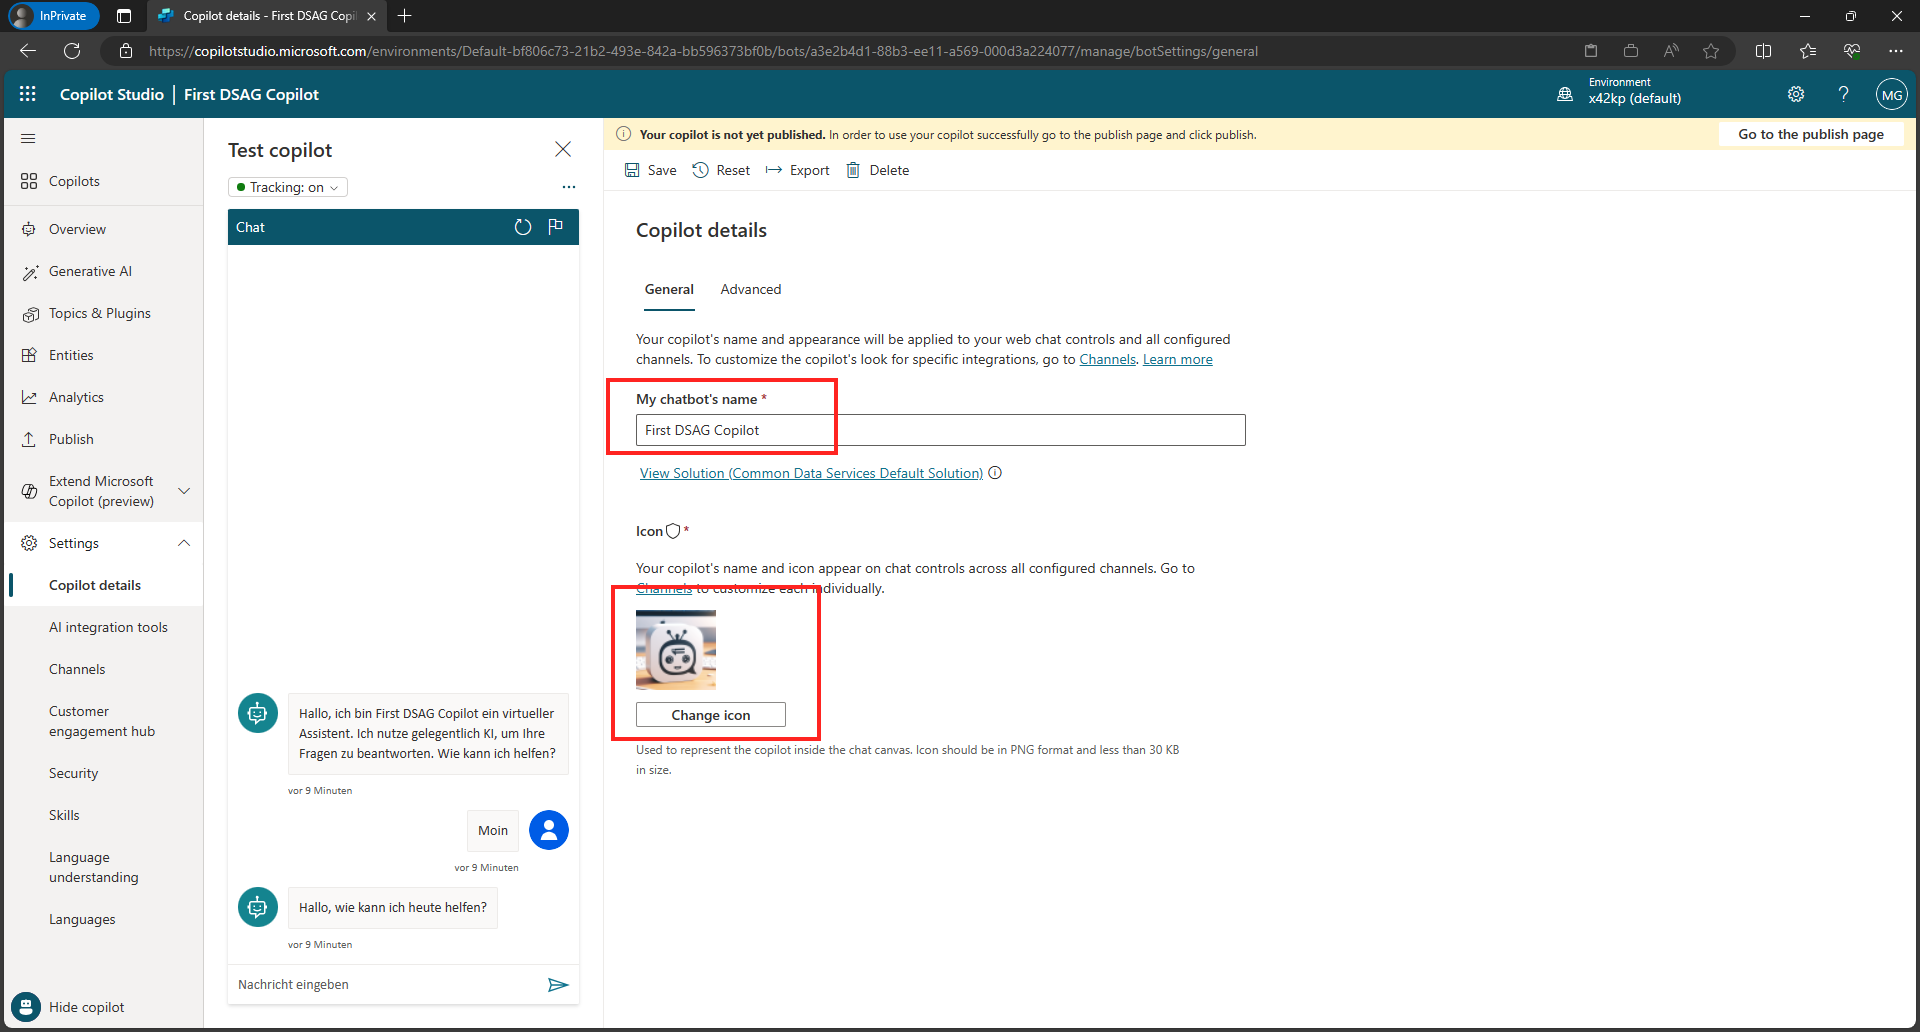 InPrivate
Copilot details - First DSAG Copil
https://copilotstudio.microsoft.com/environments/Default-bf806c73-21b2-493e-842a-bb596373bf0b/bots/a3e2b4d1-88b3-ee11-a569-000d3a224077/manage/botSettings/general
Copilot Studio | First DSAG Copilot
Environment
x42kp (default)
?
MG
Copilots
Overview
Generative AI
Topics & Plugins
Entities
Analytics
Publish
Extend Microsoft
Copilot (preview)
Settings
Copilot details
AI integration tools
Channels
Customer
engagement hub
Security
Skills
Language
understanding
Languages
Hide copilot
Test copilot
Tracking: on
Chat
Hallo, ich bin First DSAG Copilot ein virtueller
Assistent. Ich nutze gelegentlich KI, um Ihre
Fragen zu beantworten. Wie kann ich helfen?
vor 9 Minuten
Moin
vor 9 Minuten
Hallo, wie kann ich heute helfen?
vor 9 Minuten
Nachricht eingeben
Your copilot is not yet published. In order to use your copilot successfully go to the publish page and click publish.
Go to the publish page
Save
Reset
Export
Delete
Copilot details
General
Advanced
Your copilot's name and appearance will be applied to your web chat controls and all configured
channels. To customize the copilot's look for specific integrations, go to Channels. Learn more
My chatbot's name *
First DSAG Copilot
View Solution (Common Data Services Default Solution)
Icon *
Your copilot's name and icon appear on chat controls across all configured channels. Go to
Channels to customize each individually.
Change icon
Used to represent the copilot inside the chat canvas. Icon should be in PNG format and less than 30 KB
in size.